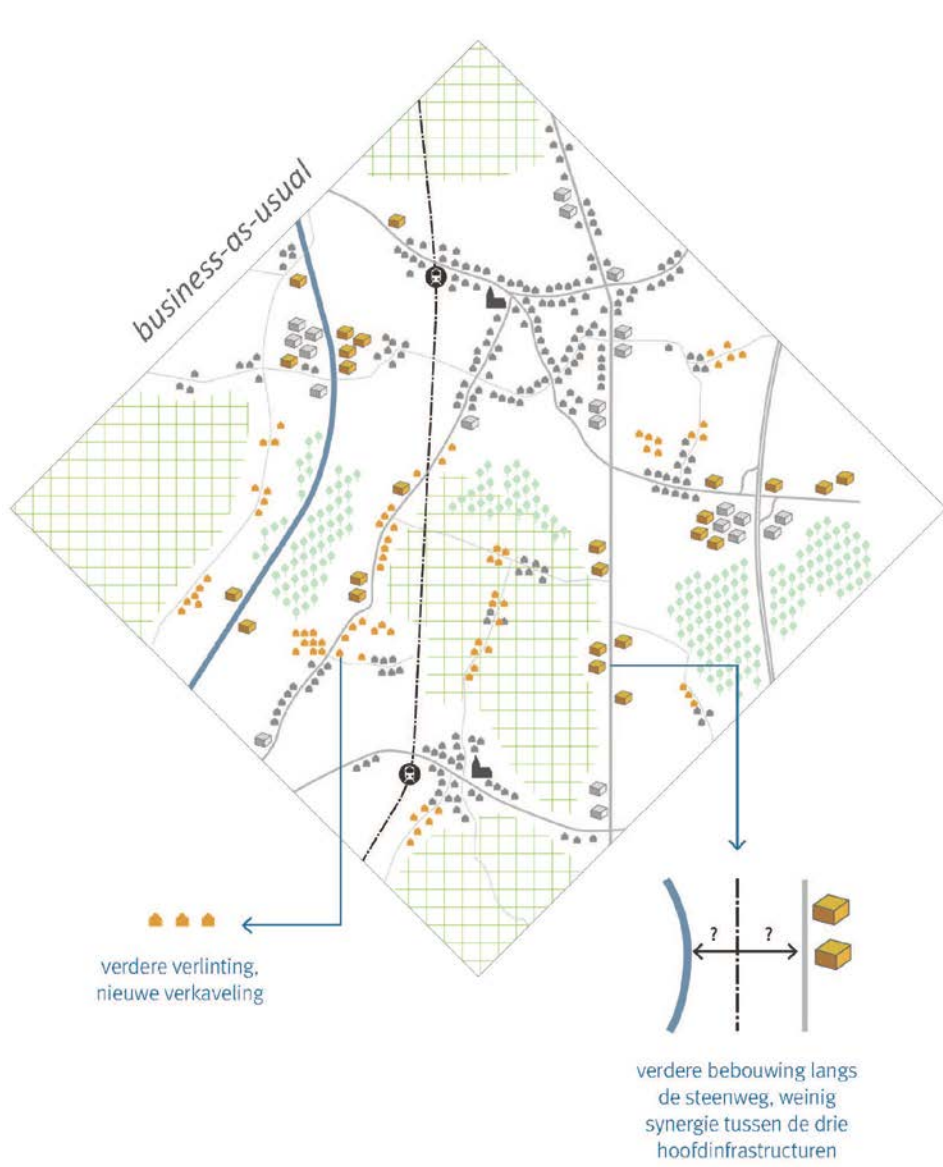 business-as-usual
verdere verlinting,
nieuwe verkaveling
? ?
verdere bebouwing langs
de steenweg, weinig
synergie tussen de drie
hoofdinfrastructuren